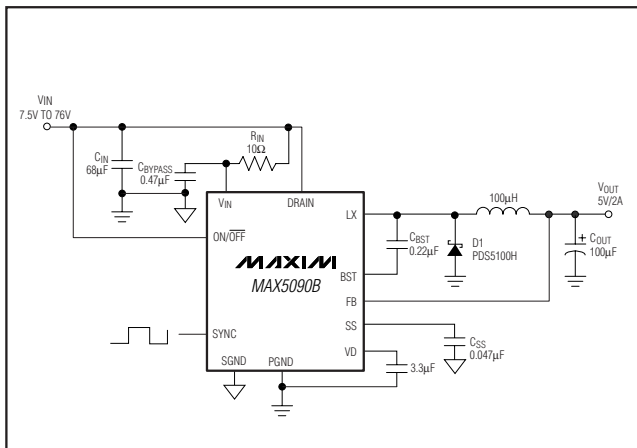 VIN
7.5V TO 76V
RIN
10Ω
CIN
68μF
CBYPASS
0.47μF
VIN
DRAIN
LX
100μH
VOUT
5V/2A
ON/OFF
CBST
0.22μF
D1
PDS5100H
+
COUT
100μF
MAXIM
MAX5090B
BST
FB
SYNC
SS
CSS
0.047μF
VD
3.3μF
SGND
PGND